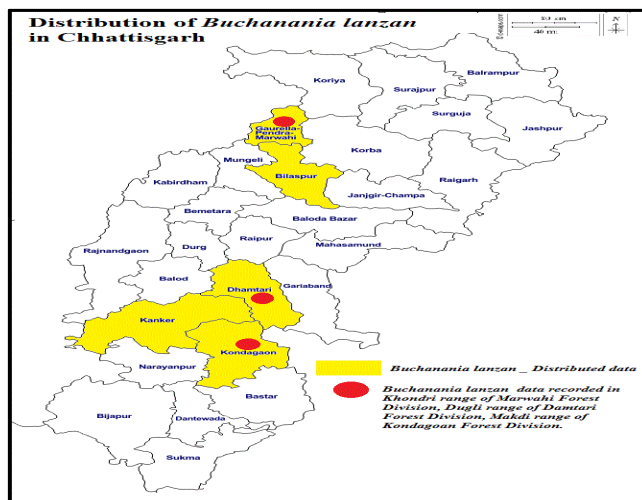 Distribution of Buchanania lanzan
in Chhattisgarh
40 mi
N
Koriya
Surajpur
Balrampur
Surguja
Jashpur
Gaurella-
Pendra-
Marwahi
Korba
Mungeli
Bilaspur
Raigarh
Kabirdham
Janjgir-Champa
Bemetara
Baloda Bazar
Rajnandgaon
Durg
Raipur
Mahasamund
Balod
Dhamtari
Gariaband
Kanker
Kondagaon
Narayanpur
Bastar
Bijapur
Dantewada
Sukma
Buchanania lanzan _ Distributed data
Buchanania lanzan data recorded in
Khondri range of Marwahi Forest
Division, Dugli range of Damtari
Forest Division, Makdi range of
Kondagoan Forest Division.